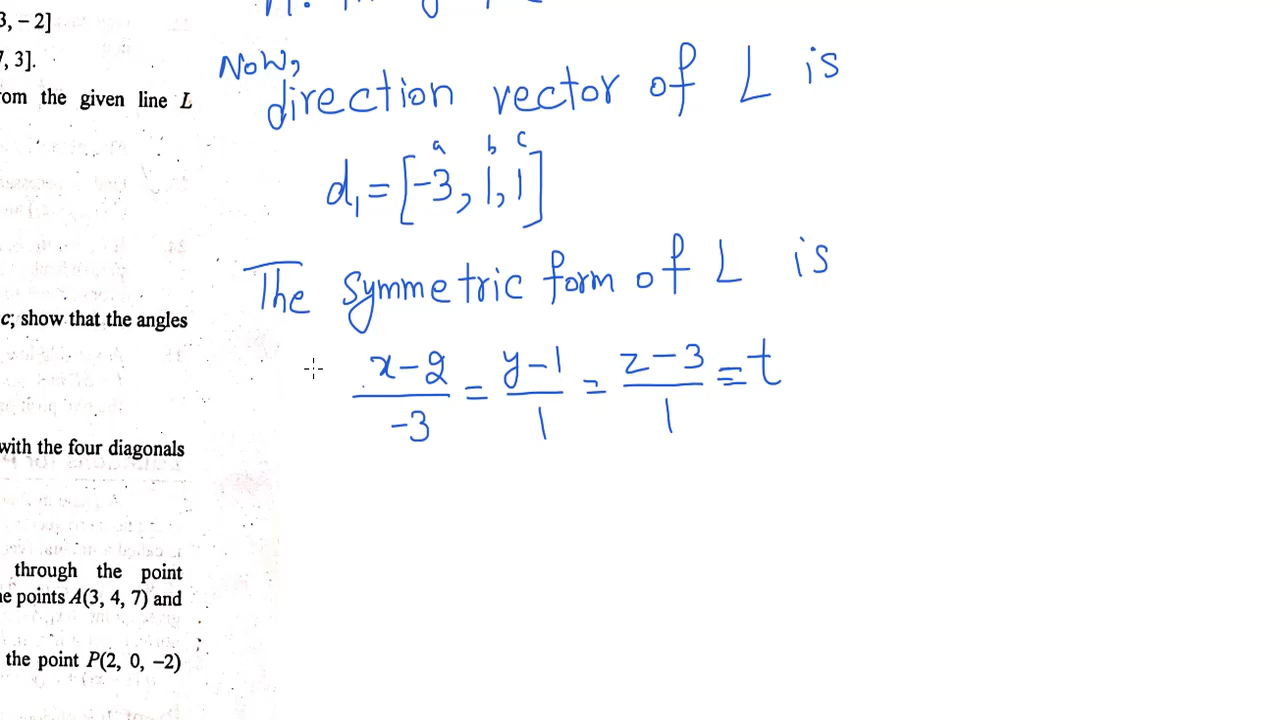 3, – 2]
7, 3].
om the given line L
c; show that the angles
with the four diagonals
through the point
e points A(3, 4, 7) and
the point P(2, 0, –2)
Now,
direction vector of L is
a b c
d₁ = [-3, 1, 1]
The symmetric form of L is
x-2/-3 = y-1/1 = z-3/1 = t